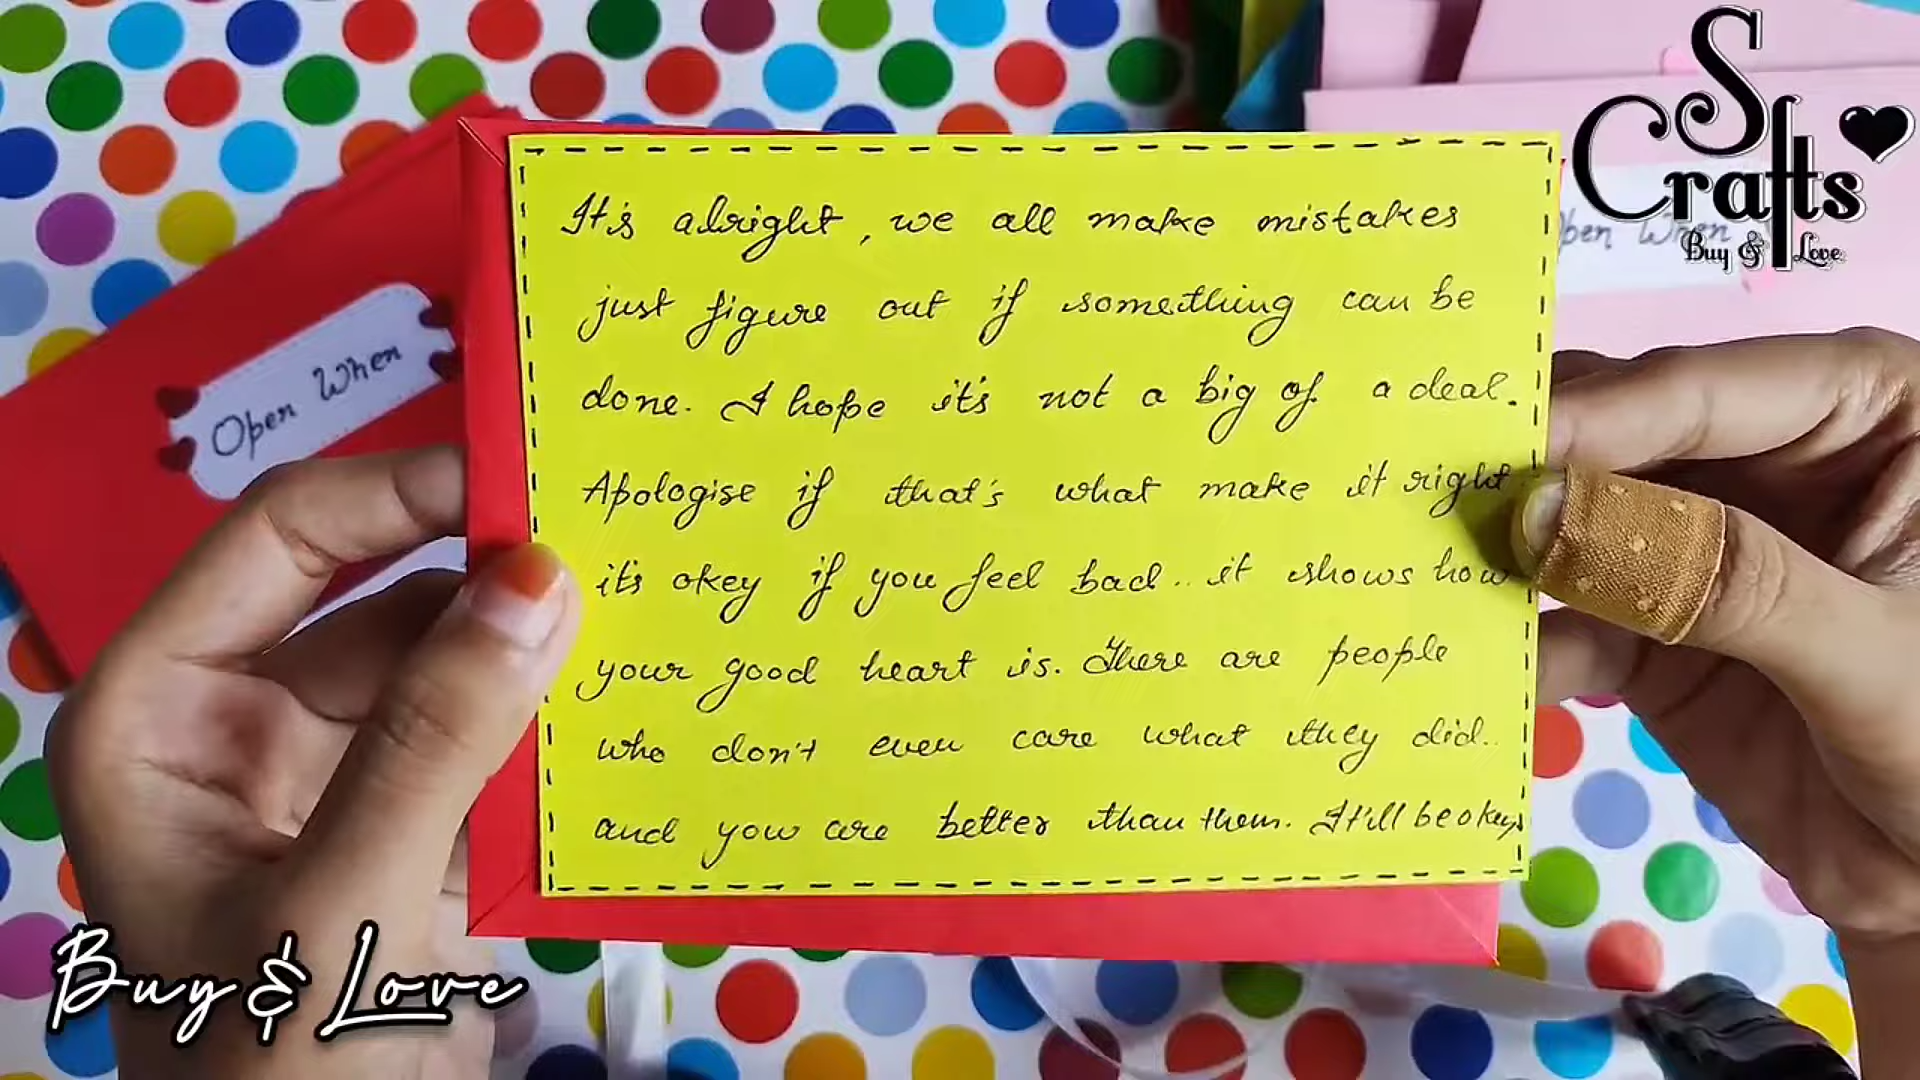 It's alright, we all make mistakes
just figure out if something can be
done. I hope it's not a big of a deal.
Apologise if that's what make it right
it's okey if you feel bad.. it shows how
your good heart is. There are people
who don't even care what they did..
and you are better than them. It'll be okey
Open When
Open When
S Crafts
Buy & Love
Buy & Love